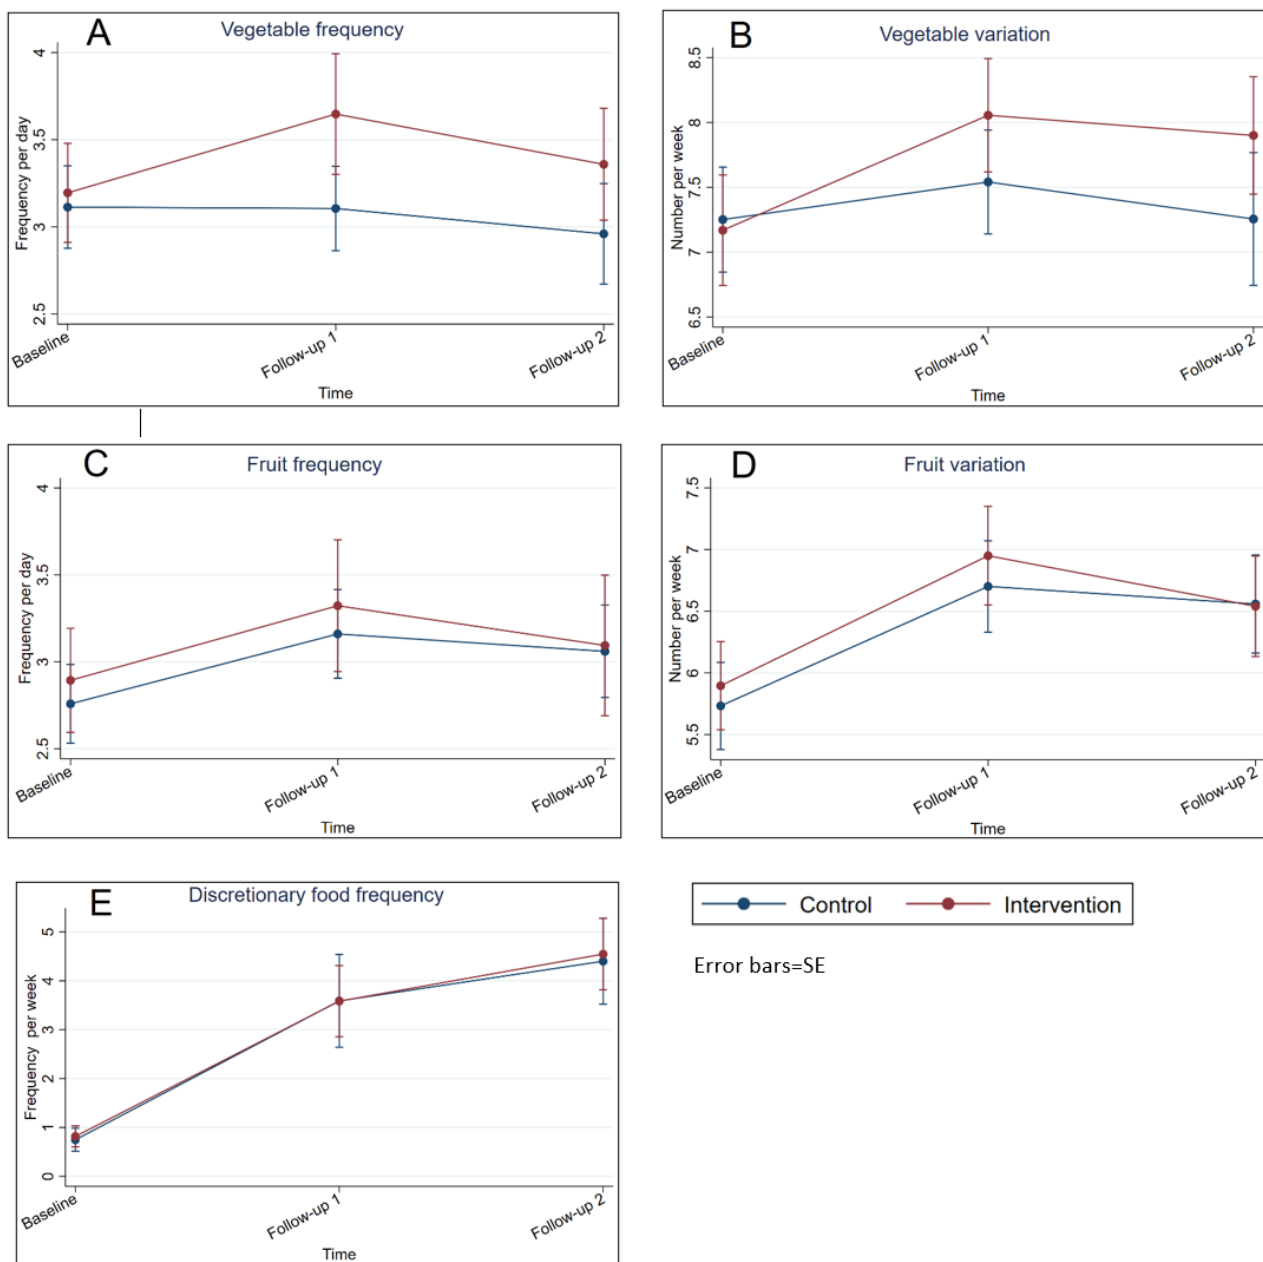 A
Vegetable frequency
Frequency per day
4
3.5
3
2.5
Baseline
Follow-up 1
Follow-up 2
Time
B
Vegetable variation
Number per week
8.5
8
7.5
7
6.5
Baseline
Follow-up 1
Follow-up 2
Time
C
Fruit frequency
Frequency per day
4
3.5
3
2.5
Baseline
Follow-up 1
Follow-up 2
Time
D
Fruit variation
Number per week
7.5
7
6.5
6
5.5
Baseline
Follow-up 1
Follow-up 2
Time
E
Discretionary food frequency
Frequency per week
5
4
3
2
1
0
Baseline
Follow-up 1
Follow-up 2
Time
Control
Intervention
Error bars=SE